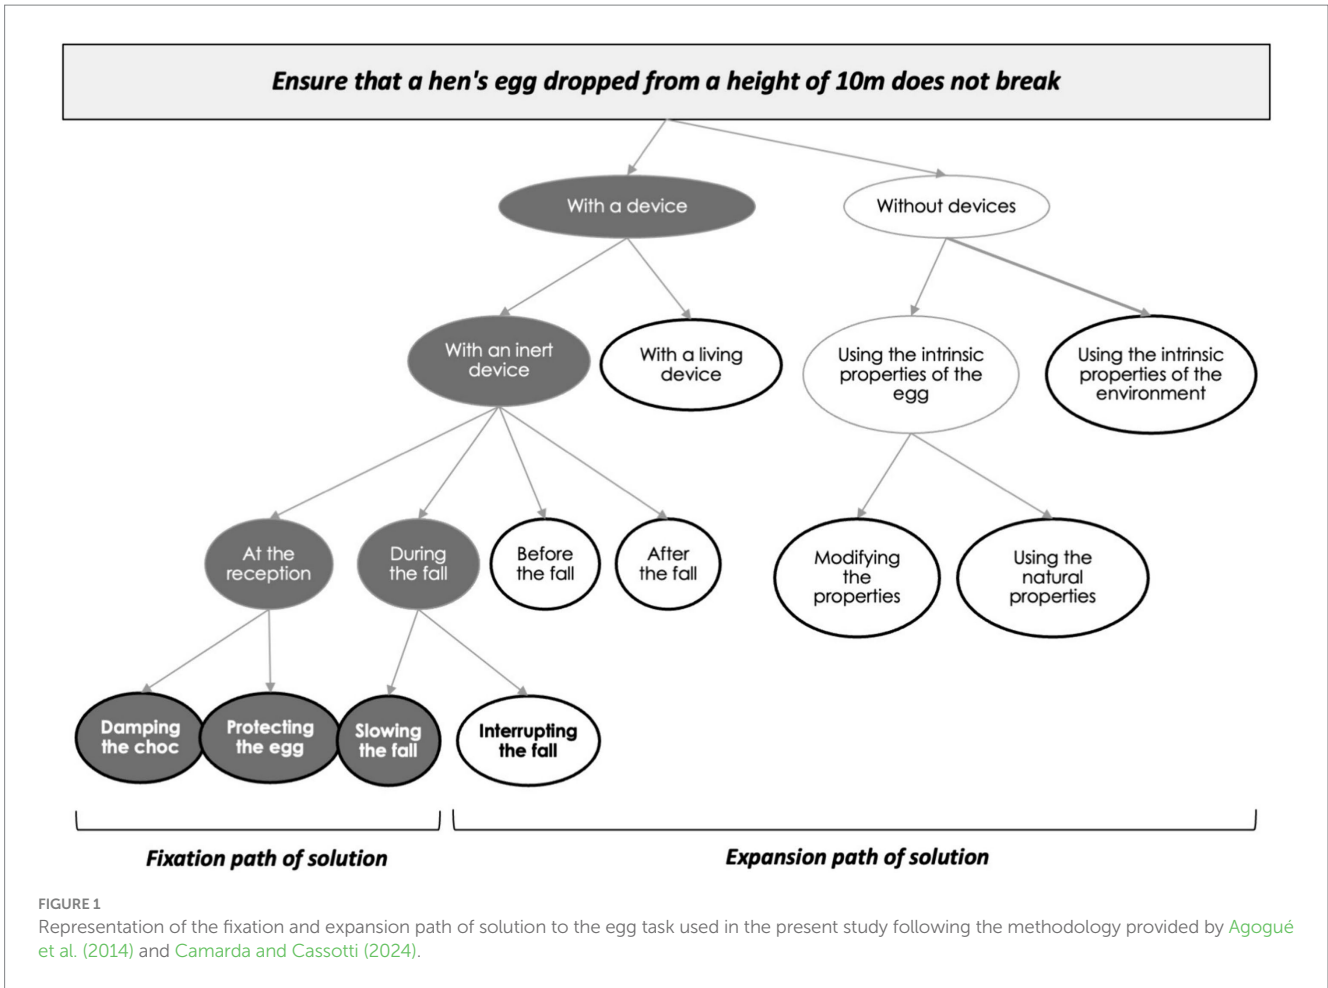 Ensure that a hen's egg dropped from a height of 10m does not break
With a device
Without devices
With an inert
device
With a living
device
Using the intrinsic
properties of the
egg
Using the intrinsic
properties of the
environment
At the
reception
During
the fall
Before
the fall
After
the fall
Modifying
the
properties
Using the
natural
properties
Damping
the choc
Protecting
the egg
Slowing
the fall
Interrupting
the fall
Fixation path of solution
Expansion path of solution
FIGURE 1
Representation of the fixation and expansion path of solution to the egg task used in the present study following the methodology provided by Agogué
et al. (2014) and Camarda and Cassotti (2024).